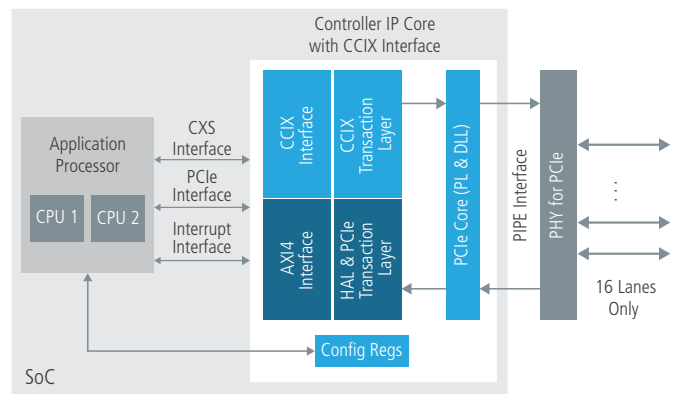 Controller IP Core
with CCIX Interface
Application
Processor
CPU 1
CPU 2
CXS
Interface
PCIe
Interface
Interrupt
Interface
CCIX
Interface
CCIX
Transaction
Layer
AXI4
Interface
HAL & PCIe
Transaction
Layer
PCIe Core (PL & DLL)
PIPE Interface
PHY for PCIe
...
16 Lanes
Only
Config Regs
SoC